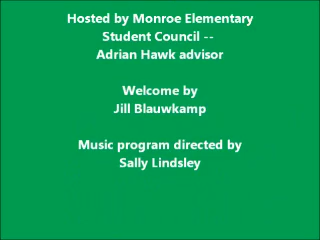 Hosted by Monroe Elementary
Student Council --
Adrian Hawk advisor
Welcome by
Jill Blauwkamp
Music program directed by
Sally Lindsley